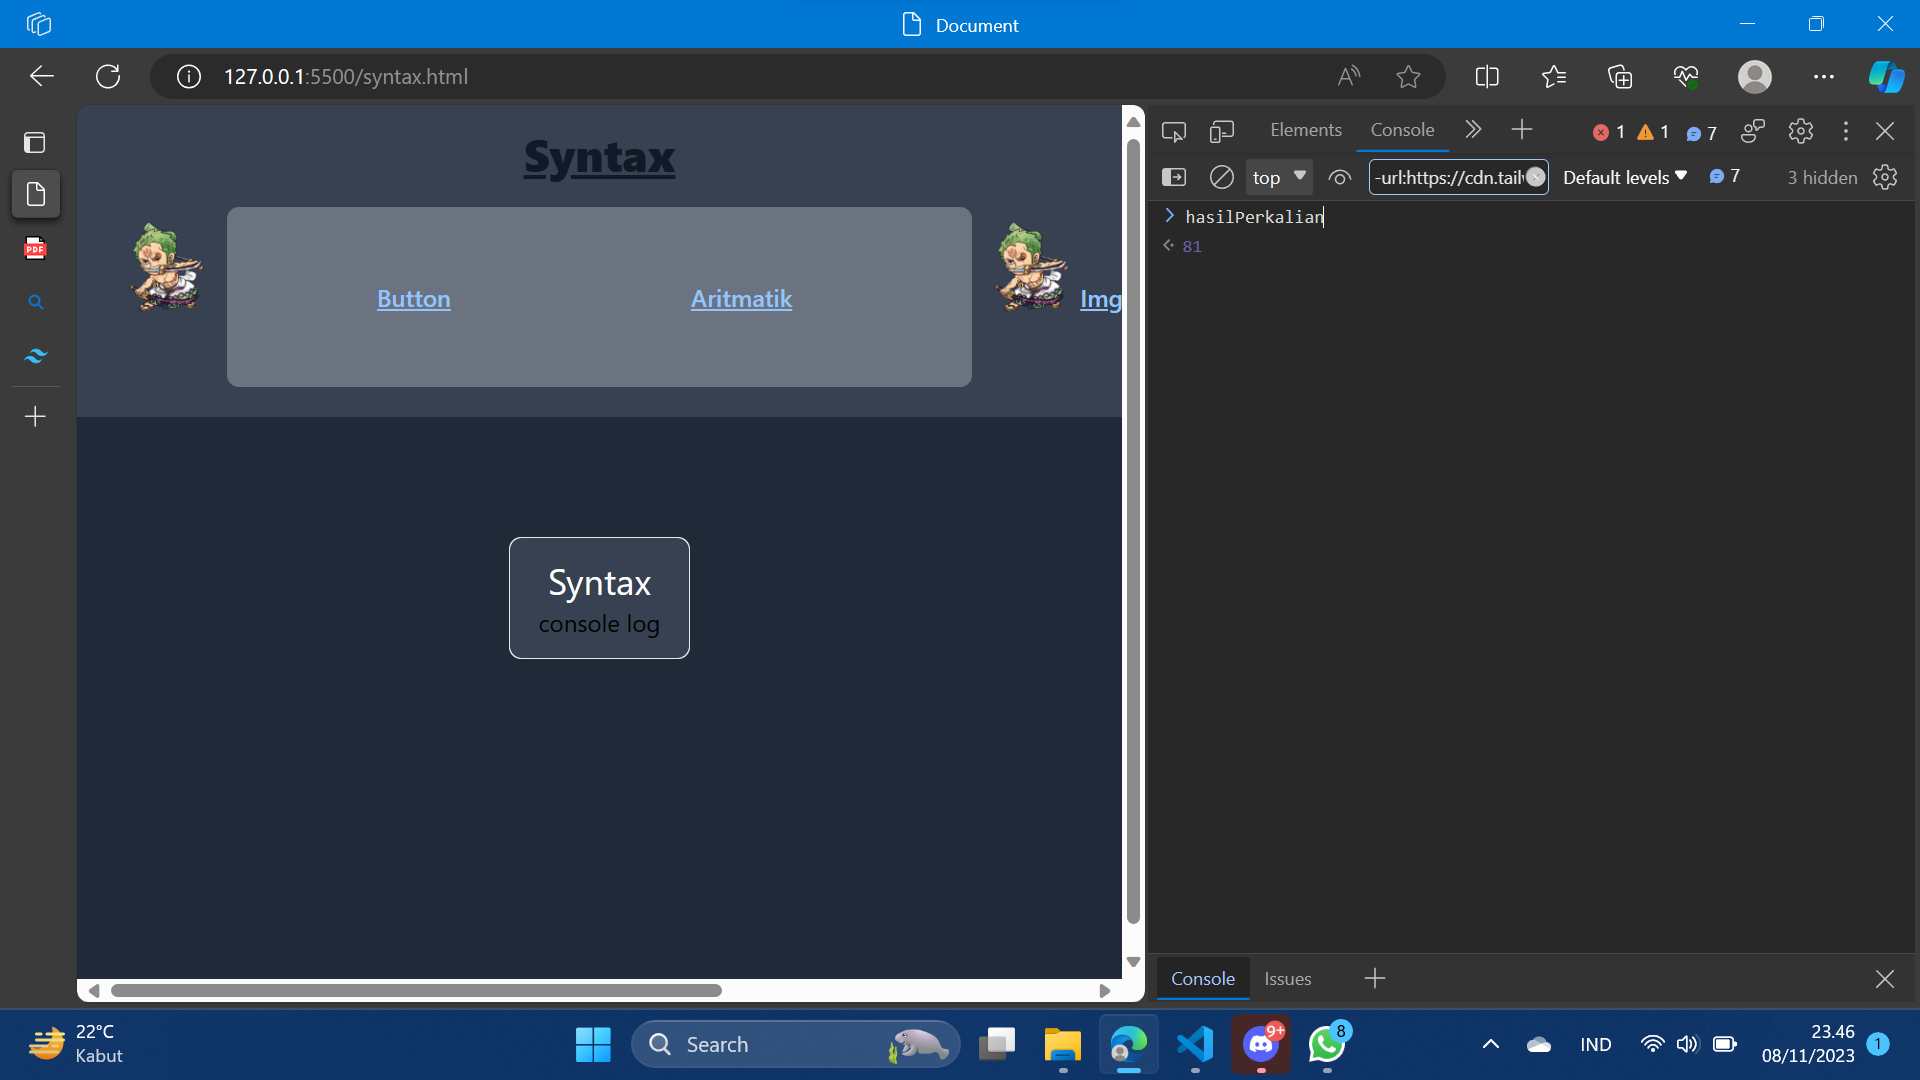 Document
127.0.0.1:5500/syntax.html
Syntax
Button
Aritmatik
Img
Syntax
console log
PDF
Elements
Console
1
1
7
top
-url:https://cdn.tail
Default levels
7
3 hidden
hasilPerkalian
81
Console
Issues
22°C
Kabut
Search
9+
8
IND
23.46
08/11/2023
1